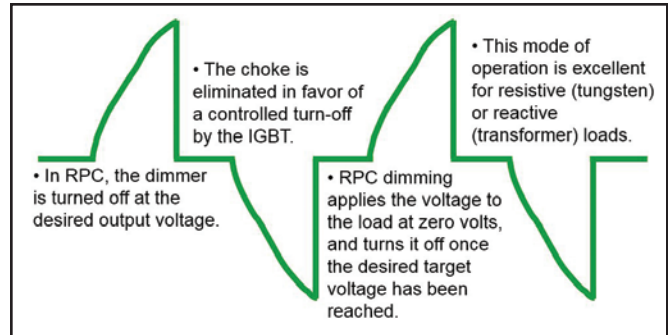 • The choke is
eliminated in favor of
a controlled turn-off
by the IGBT.
• This mode of
operation is excellent
for resistive (tungsten)
or reactive
(transformer) loads.
• In RPC, the dimmer
is turned off at the
desired output voltage.
• RPC dimming
applies the voltage to
the load at zero volts,
and turns it off once
the desired target
voltage has been
reached.